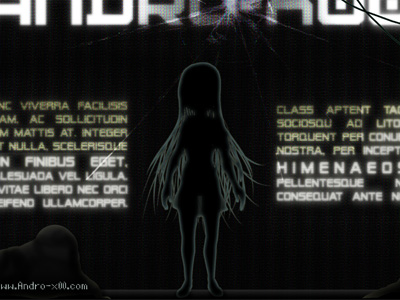 NC VIVERRA FACILISIS
AM. AC SOLLICITUDIN
M MATTIS AT. INTEGER
T NULLA, SCELERISQUE
N FINIBUS EGET,
LESUADA VEL LIGULA.
VITAE LIBERO NEC ORCI
EIFEND ULLAMCORPER.
CLASS APTENT TAC
SOCIOSQU AD LITO
TORQUENT PER CONUB
NOSTRA, PER INCEPT
HIMENAEOS
PELLENTESQUE N
CONSEQUAT ANTE N
www.Andro-x00.com